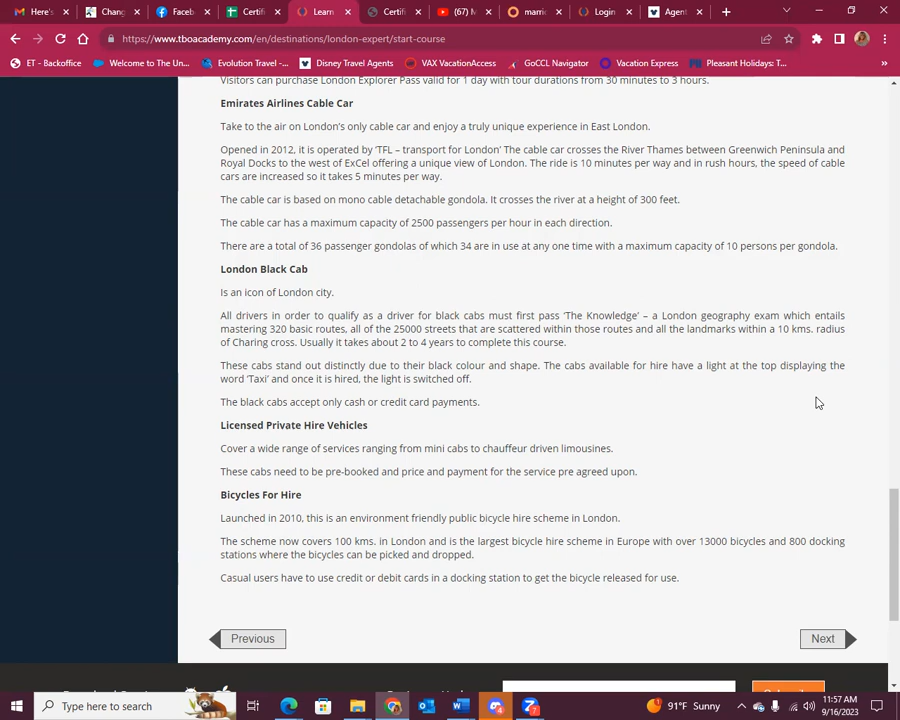 Here's
Chang
Faceb
Certifi
Learn
Certifi
(67) M
marrie
Login
Agent
https://www.tboacademy.com/en/destinations/london-expert/start-course
ET - Backoffice
Welcome to The Un...
Evolution Travel -...
Disney Travel Agents
VAX VacationAccess
GoCCL Navigator
Vacation Express
Pleasant Holidays: T...
Visitors can purchase London Explorer Pass valid for 1 day with tour durations from 30 minutes to 3 hours.
Emirates Airlines Cable Car
Take to the air on London's only cable car and enjoy a truly unique experience in East London.
Opened in 2012, it is operated by 'TFL – transport for London' The cable car crosses the River Thames between Greenwich Peninsula and
Royal Docks to the west of ExCel offering a unique view of London. The ride is 10 minutes per way and in rush hours, the speed of cable
cars are increased so it takes 5 minutes per way.
The cable car is based on mono cable detachable gondola. It crosses the river at a height of 300 feet.
The cable car has a maximum capacity of 2500 passengers per hour in each direction.
There are a total of 36 passenger gondolas of which 34 are in use at any one time with a maximum capacity of 10 persons per gondola.
London Black Cab
Is an icon of London city.
All drivers in order to qualify as a driver for black cabs must first pass 'The Knowledge' – a London geography exam which entails
mastering 320 basic routes, all of the 25000 streets that are scattered within those routes and all the landmarks within a 10 kms. radius
of Charing cross. Usually it takes about 2 to 4 years to complete this course.
These cabs stand out distinctly due to their black colour and shape. The cabs available for hire have a light at the top displaying the
word 'Taxi' and once it is hired, the light is switched off.
The black cabs accept only cash or credit card payments.
Licensed Private Hire Vehicles
Cover a wide range of services ranging from mini cabs to chauffeur driven limousines.
These cabs need to be pre-booked and price and payment for the service pre agreed upon.
Bicycles For Hire
Launched in 2010, this is an environment friendly public bicycle hire scheme in London.
The scheme now covers 100 kms. in London and is the largest bicycle hire scheme in Europe with over 13000 bicycles and 800 docking
stations where the bicycles can be picked and dropped.
Casual users have to use credit or debit cards in a docking station to get the bicycle released for use.
Previous
Next
Type here to search
91°F Sunny
11:57 AM
9/16/2023